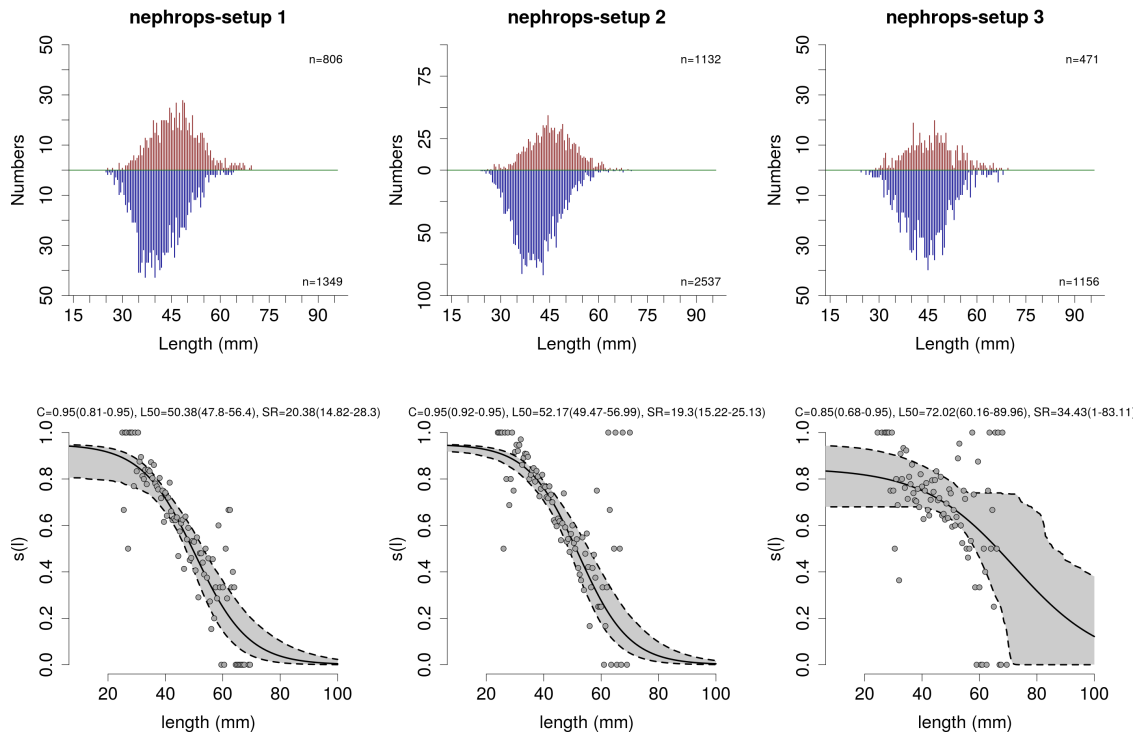 nephrops-setup 1
nephrops-setup 2
nephrops-setup 3
n=806
n=1132
n=471
Numbers
50
30
10
10
30
50
n=1349
15 30 45 60 75 90
Length (mm)
Numbers
75
25
0
50
100
n=2537
15 30 45 60 75 90
Length (mm)
Numbers
50
30
10
10
30
50
n=1156
15 30 45 60 75 90
Length (mm)
C=0.95(0.81-0.95), L50=50.38(47.8-56.4), SR=20.38(14.82-28.3)
s(l)
1.0
0.8
0.6
0.4
0.2
0.0
20 40 60 80 100
length (mm)
C=0.95(0.92-0.95), L50=52.17(49.47-56.99), SR=19.3(15.22-25.13)
s(l)
1.0
0.8
0.6
0.4
0.2
0.0
20 40 60 80 100
length (mm)
C=0.85(0.68-0.95), L50=72.02(60.16-89.96), SR=34.43(1-83.11)
s(l)
1.0
0.8
0.6
0.4
0.2
0.0
20 40 60 80 100
length (mm)